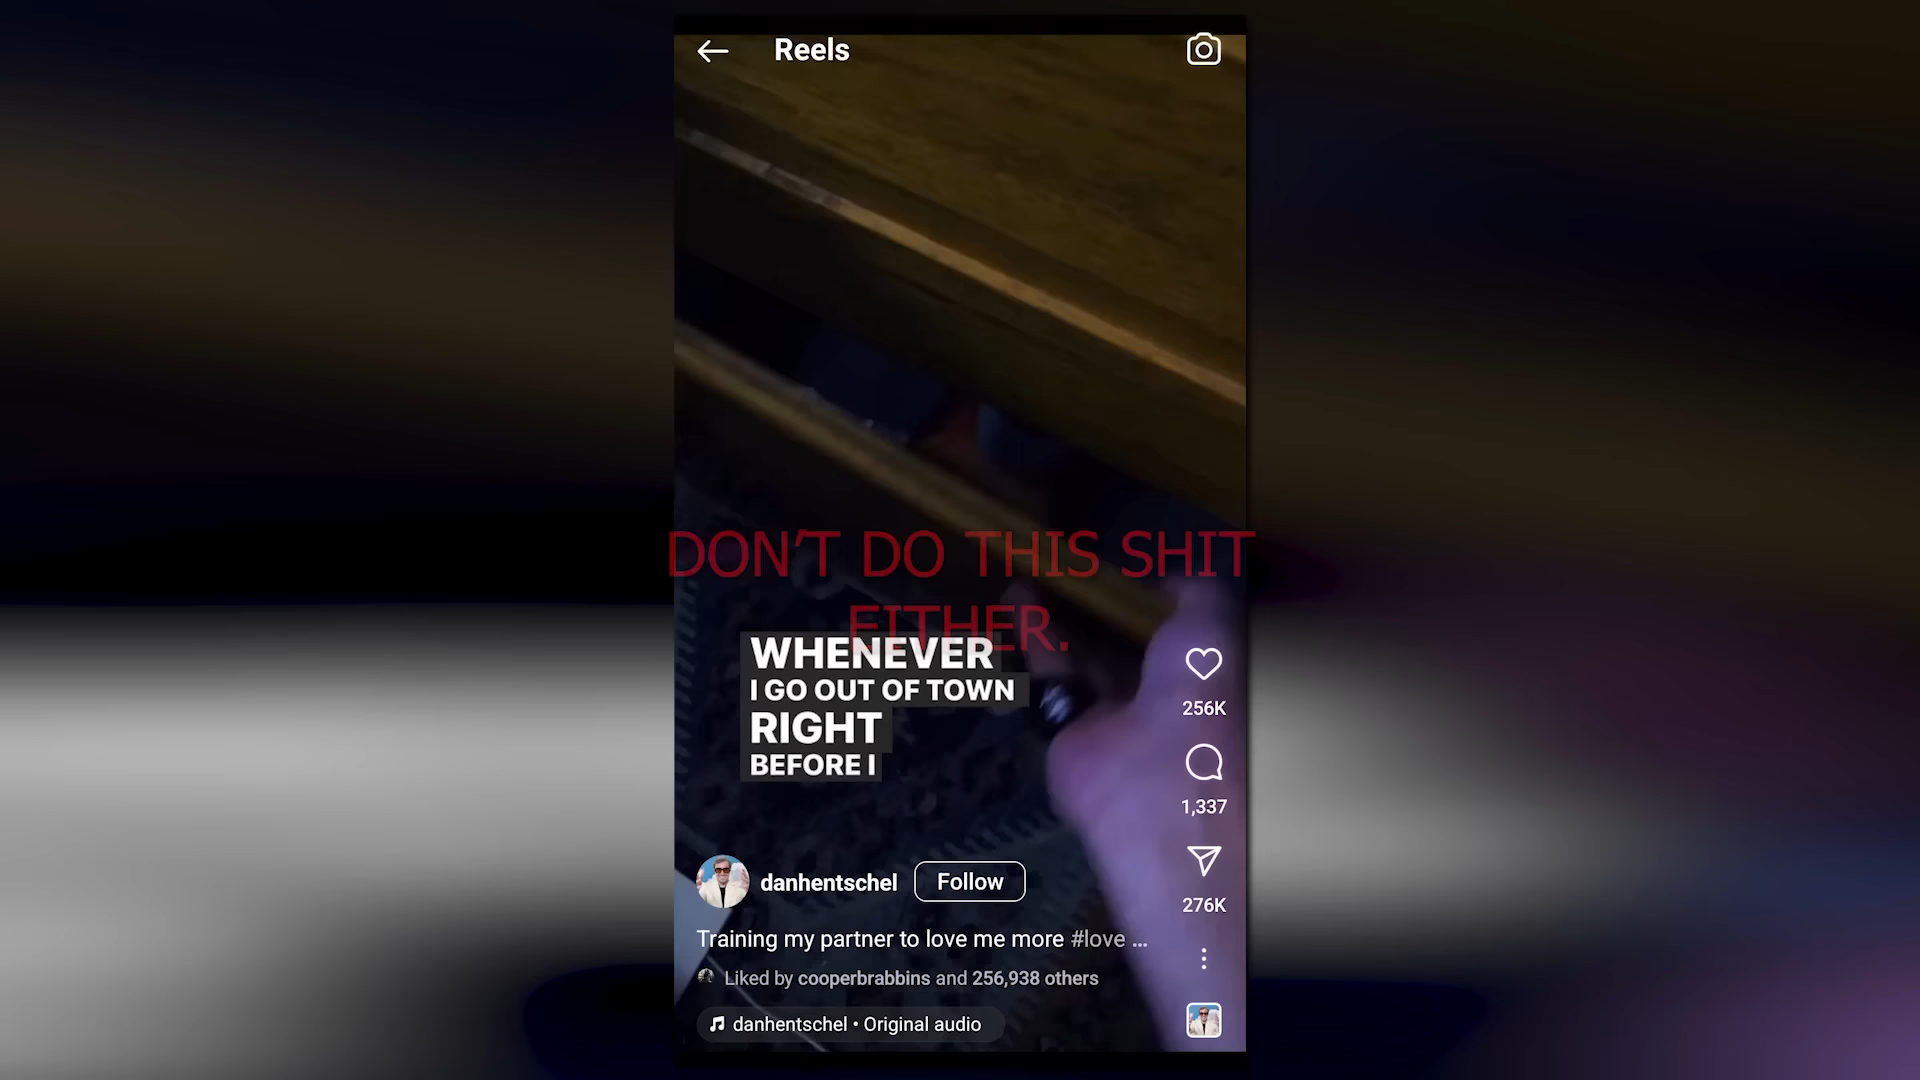 Reels
DON'T DO THIS SHIT
EITHER.
WHENEVER
I GO OUT OF TOWN
RIGHT
BEFORE I
256K
1,337
276K
danhentschel
Follow
Training my partner to love me more #love ...
Liked by cooperbrabbins and 256,938 others
danhentschel • Original audio